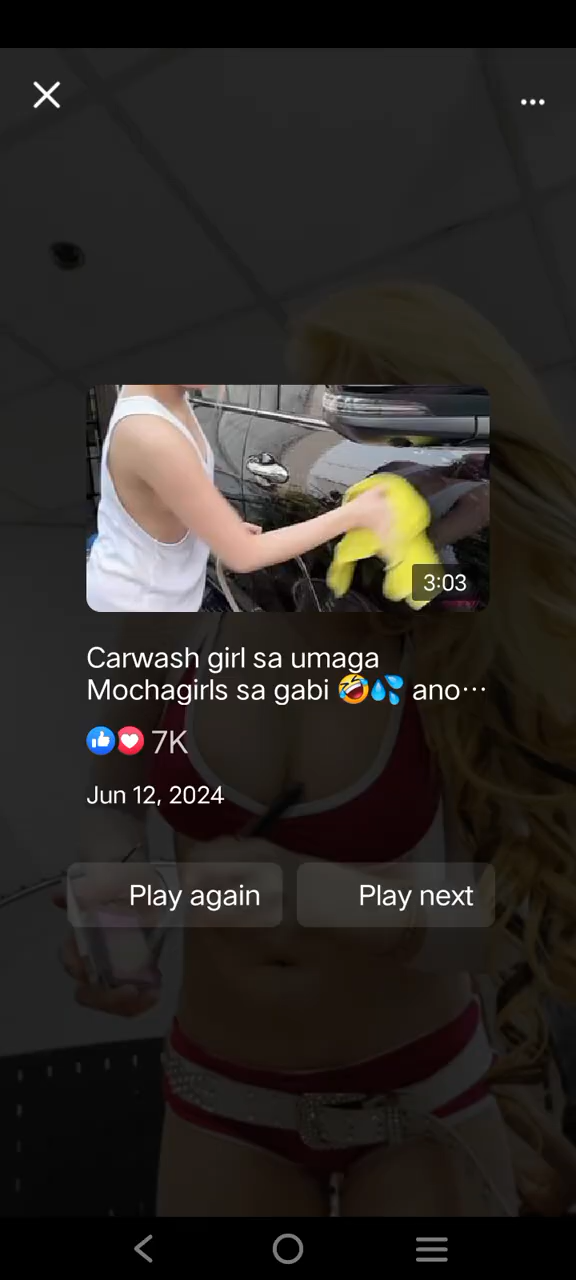 3:03
Carwash girl sa umaga
Mochagirls sa gabi 🤣💦 ano…
7K
Jun 12, 2024
Play again
Play next